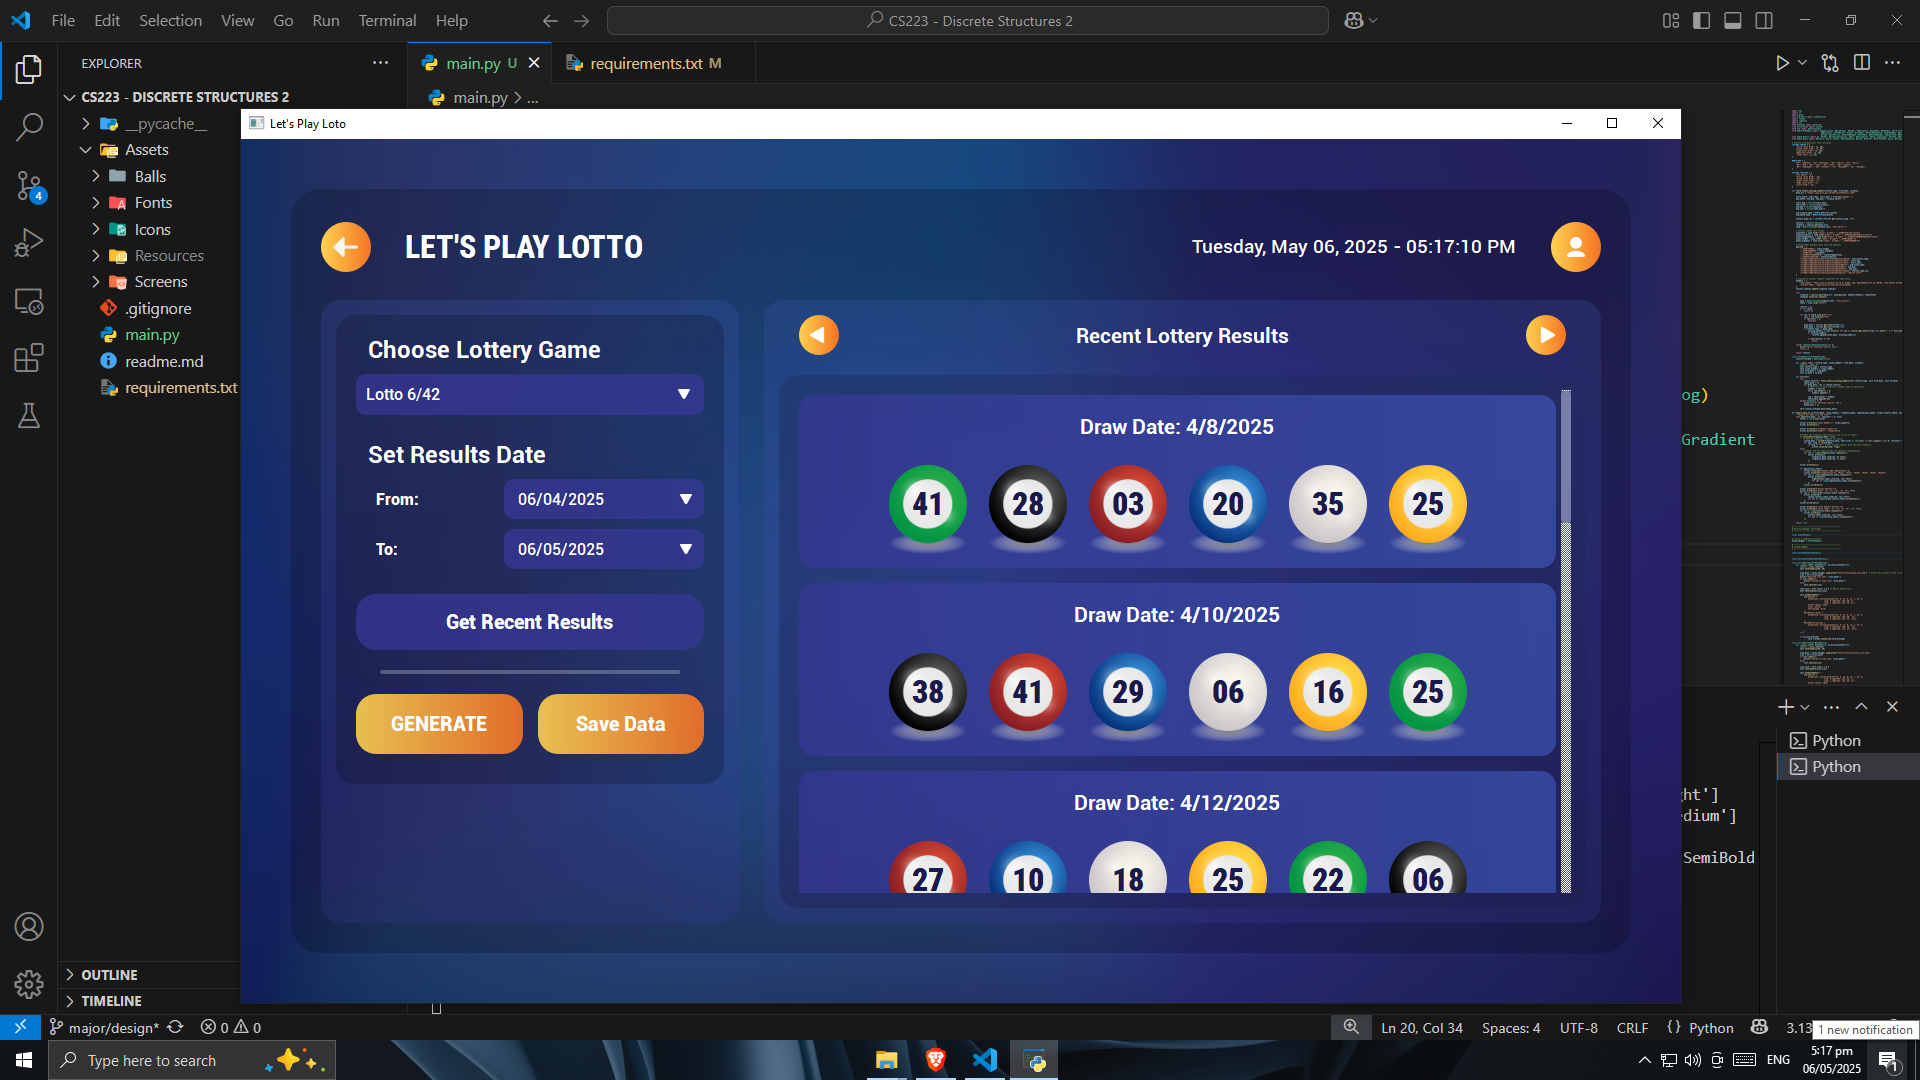 File Edit Selection View Go Run Terminal Help
CS223 - Discrete Structures 2
EXPLORER
main.py U
requirements.txt M
CS223 - DISCRETE STRUCTURES 2
main.py > ...
__pycache__
Assets
Balls
Fonts
Icons
Resources
Screens
.gitignore
main.py
readme.md
requirements.txt
4
Let's Play Loto
LET'S PLAY LOTTO
Tuesday, May 06, 2025 - 05:17:10 PM
Choose Lottery Game
Lotto 6/42
Set Results Date
From: 06/04/2025
To: 06/05/2025
Get Recent Results
GENERATE
Save Data
Recent Lottery Results
Draw Date: 4/8/2025
41 28 03 20 35 25
Draw Date: 4/10/2025
38 41 29 06 16 25
Draw Date: 4/12/2025
27 10 18 25 22 06
og)
Gradient
Python
Python
ght']
edium']
SemiBold
OUTLINE
TIMELINE
major/design*
0 0
Ln 20, Col 34
Spaces: 4
UTF-8
CRLF
{ } Python
3.13
1 new notification
Type here to search
ENG
5:17 pm
06/05/2025
1